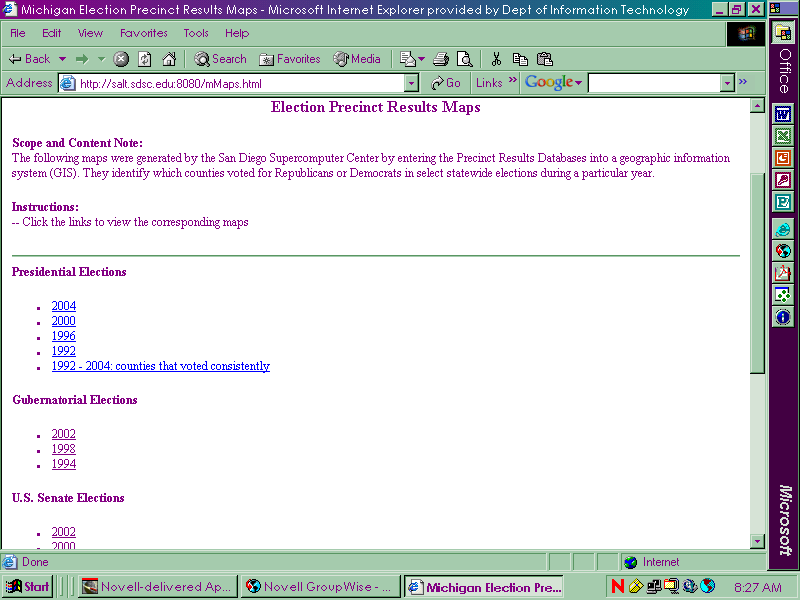 Michigan Election Precinct Results Maps - Microsoft Internet Explorer provided by Dept of Information Technology
File Edit View Favorites Tools Help
Back Search Favorites Media Go Links » Google »
Address http://salt.sdsc.edu:8080/mMaps.html
Office
Election Precinct Results Maps
Scope and Content Note:
The following maps were generated by the San Diego Supercomputer Center by entering the Precinct Results Databases into a geographic information
system (GIS). They identify which counties voted for Republicans or Democrats in select statewide elections during a particular year.
Instructions:
-- Click the links to view the corresponding maps
Presidential Elections
2004
2000
1996
1992
1992 - 2004: counties that voted consistently
Gubernatorial Elections
2002
1998
1994
U.S. Senate Elections
2002
2000
Microsoft
Done Internet
Start Novell-delivered Ap... Novell GroupWise - ... Michigan Election Pre... N 8:27 AM